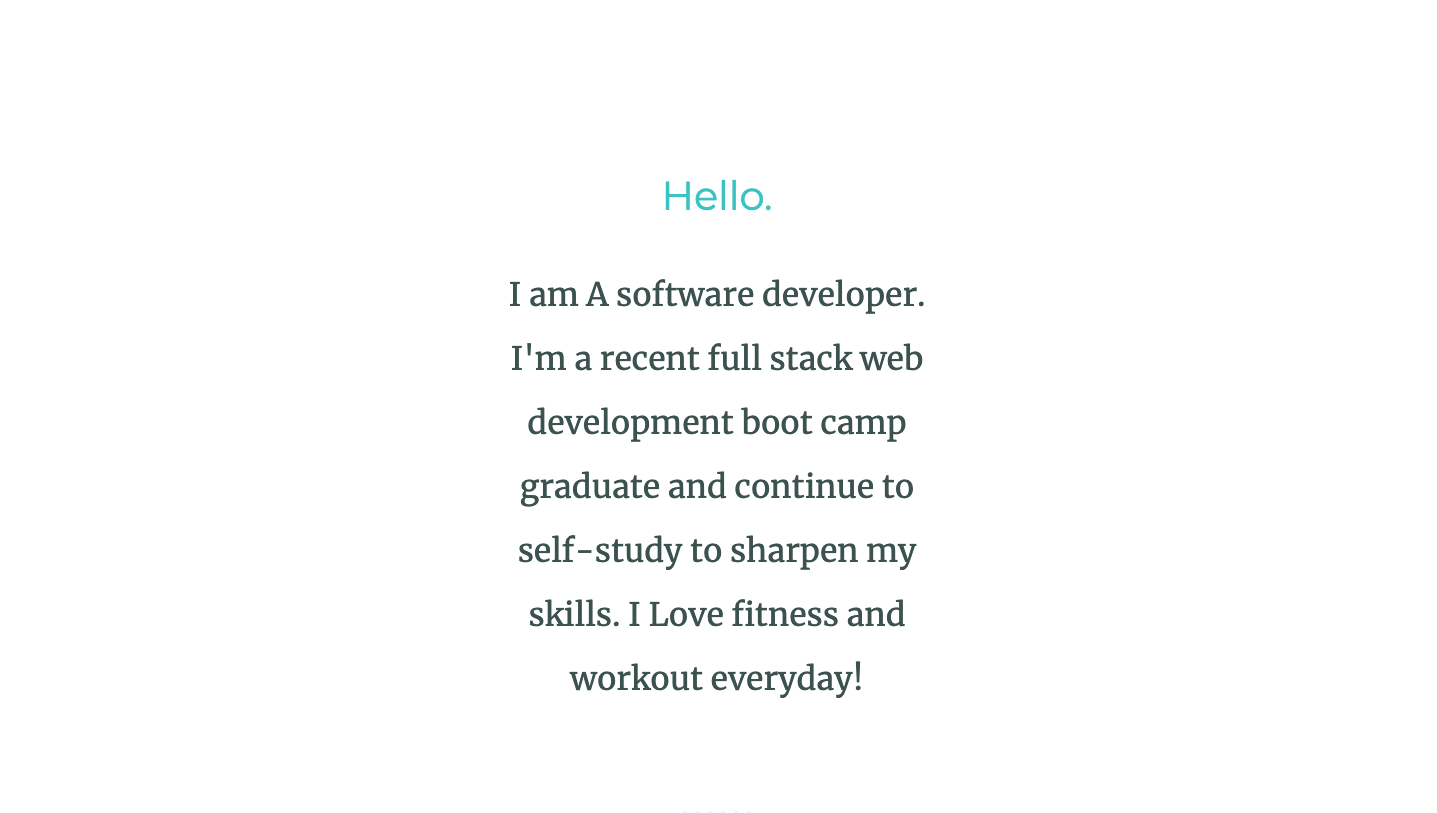 Hello.
I am A software developer.
I'm a recent full stack web
development boot camp
graduate and continue to
self-study to sharpen my
skills. I Love fitness and
workout everyday!